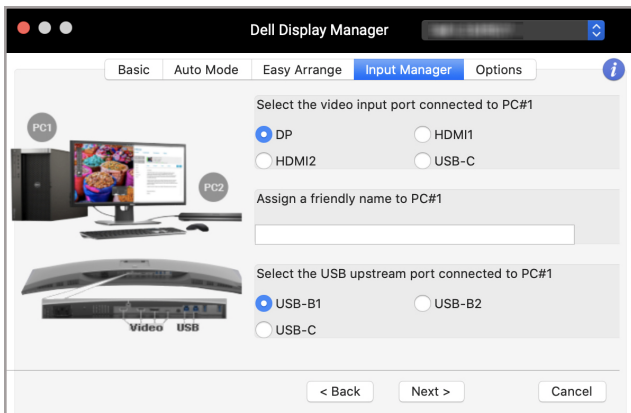 Dell Display Manager
Basic Auto Mode Easy Arrange Input Manager Options
i
Select the video input port connected to PC#1
DP HDMI1
HDMI2 USB-C
PC1
PC2
Assign a friendly name to PC#1
Select the USB upstream port connected to PC#1
USB-B1 USB-B2
USB-C
Video USB
< Back Next > Cancel